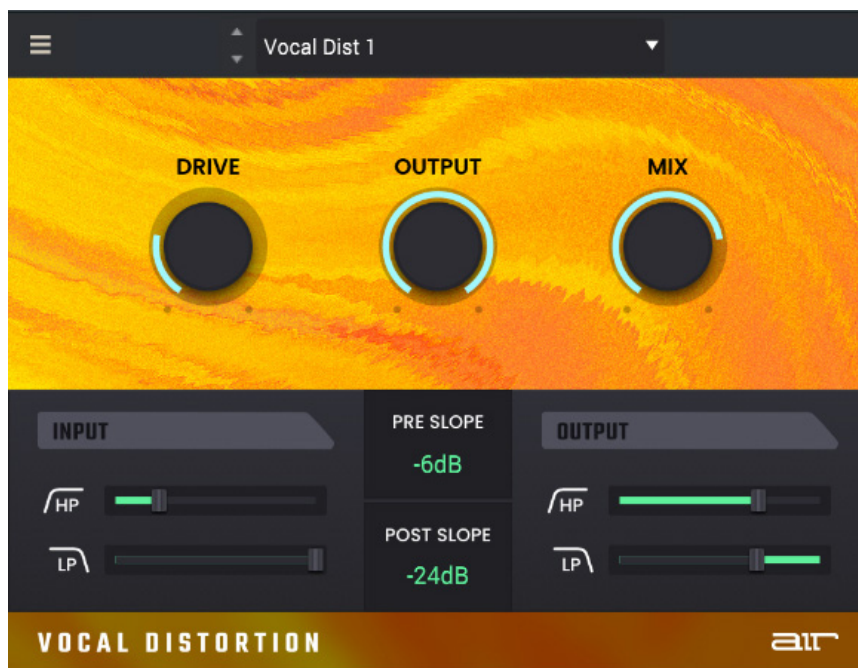 Vocal Dist 1
DRIVE OUTPUT MIX
INPUT
PRE SLOPE
-6dB
OUTPUT
HP
HP
POST SLOPE
-24dB
LP
LP
VOCAL DISTORTION
air